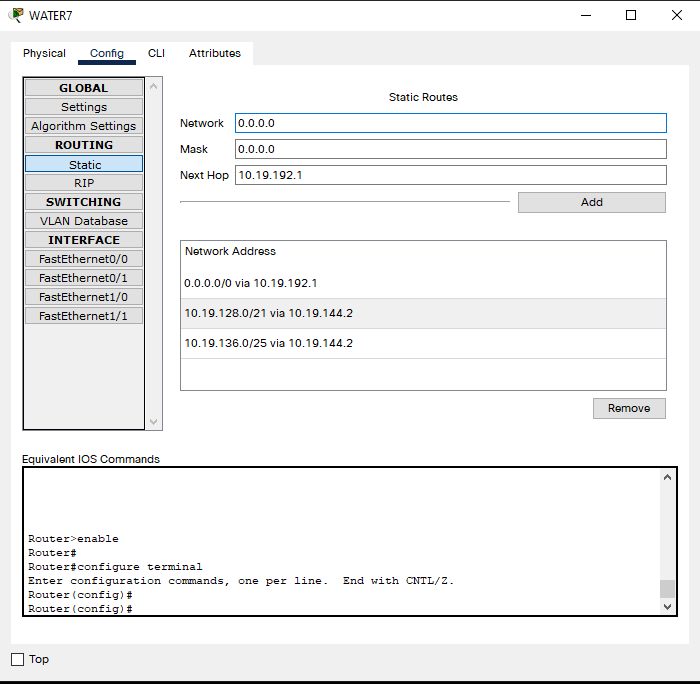 WATER7
Physical Config CLI Attributes
GLOBAL
Settings
Algorithm Settings
ROUTING
Static
RIP
SWITCHING
VLAN Database
INTERFACE
FastEthernet0/0
FastEthernet0/1
FastEthernet1/0
FastEthernet1/1
Static Routes
Network 0.0.0.0
Mask 0.0.0.0
Next Hop 10.19.192.1
Add
Network Address
0.0.0.0/0 via 10.19.192.1
10.19.128.0/21 via 10.19.144.2
10.19.136.0/25 via 10.19.144.2
Remove
Equivalent IOS Commands
Router>enable
Router#
Router#configure terminal
Enter configuration commands, one per line.  End with CNTL/Z.
Router(config)#
Router(config)#
Top